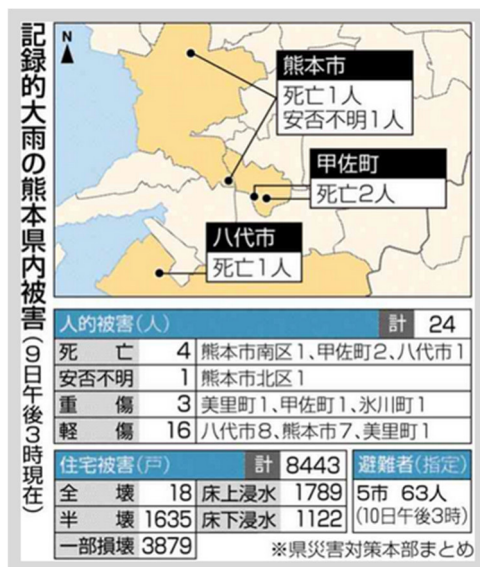 記録的大雨の熊本県内被害(9日午後3時現在)
N
熊本市
死亡1人
安否不明1人
甲佐町
死亡2人
八代市
死亡1人
人的被害(人) 計 24
死亡 4 熊本市南区1、甲佐町2、八代市1
安否不明 1 熊本市北区1
重傷 3 美里町1、甲佐町1、氷川町1
軽傷 16 八代市8、熊本市7、美里町1
住宅被害(戸) 計 8443
全壊 18 床上浸水 1789
半壊 1635 床下浸水 1122
一部損壊 3879
避難者(指定)
5市 63人
(10日午後3時)
※県災害対策本部まとめ